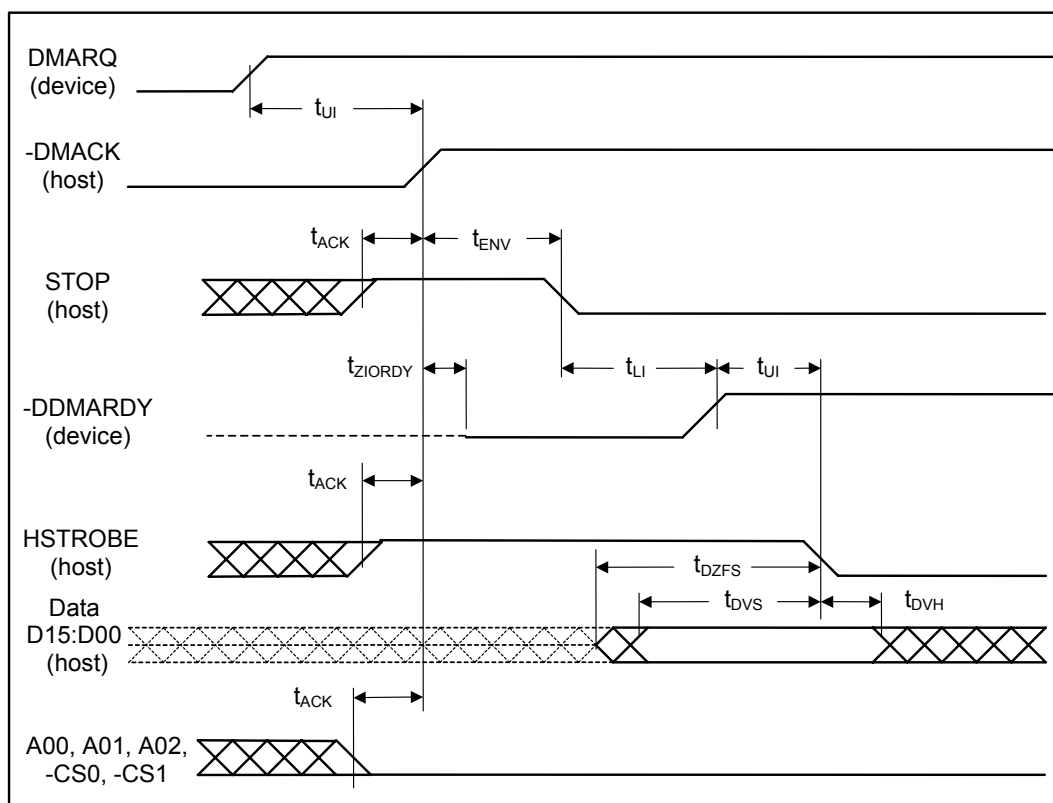 DMARQ
(device)
tUI
-DMACK
(host)
tACK
tENV
STOP
(host)
tZIORDY
tLI
tUI
-DDMARDY
(device)
tACK
HSTROBE
(host)
tDZFS
Data
D15:D00
(host)
tDVS
tDVH
tACK
A00, A01, A02,
-CS0, -CS1